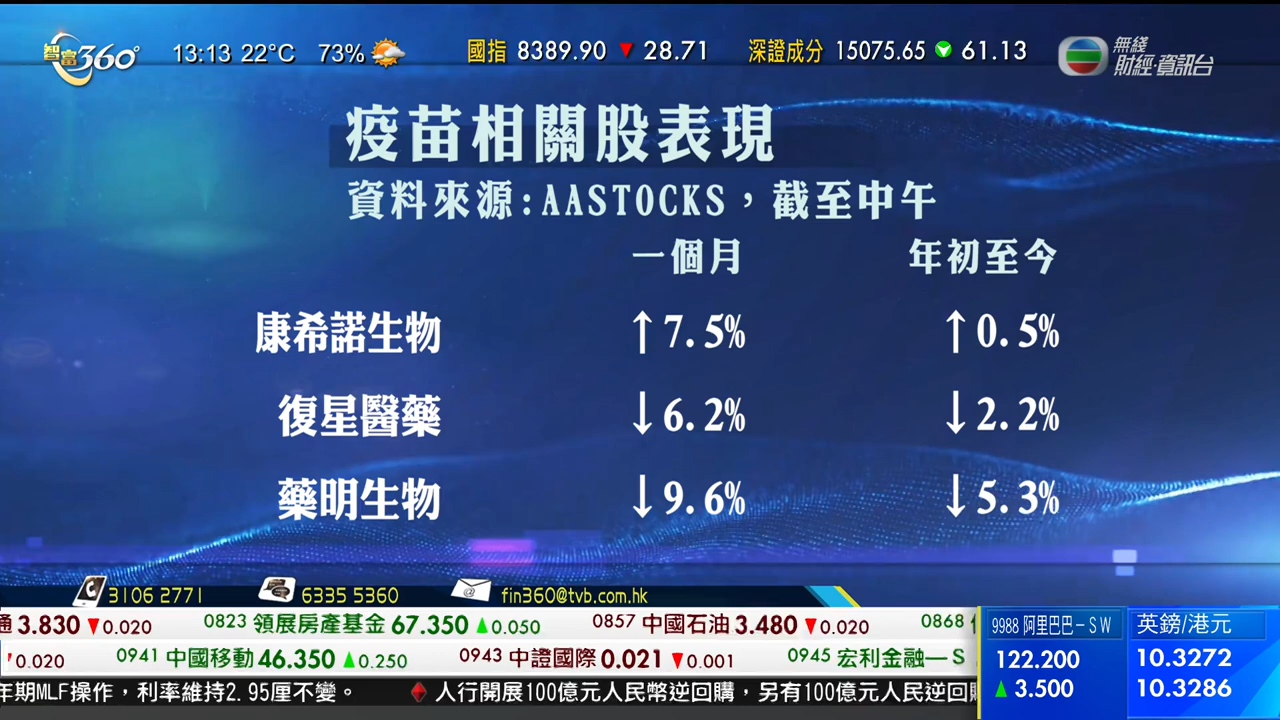 智富360° 13:13 22°C 73% 國指 8389.90 ▼ 28.71 深證成分 15075.65 61.13 無綫
財經·資訊台
疫苗相關股表現
資料來源:AASTOCKS，截至中午
一個月 年初至今
康希諾生物 ↑7.5% ↑0.5%
復星醫藥 ↓6.2% ↓2.2%
藥明生物 ↓9.6% ↓5.3%
3106 2771 6335 5360 fin360@tvb.com.hk
3.830 ▼0.020 0823 領展房產基金 67.350 ▲0.050 0857 中國石油 3.480 ▼0.020 0868
0.020 0941 中國移動 46.350 ▲0.250 0943 中證國際 0.021 ▼0.001 0945 宏利金融－S
9988 阿里巴巴－SW 英鎊/港元
122.200 10.3272
▲ 3.500 10.3286
年期MLF操作，利率維持2.95厘不變。 人行開展100億元人民幣逆回購，另有100億元人民逆回購